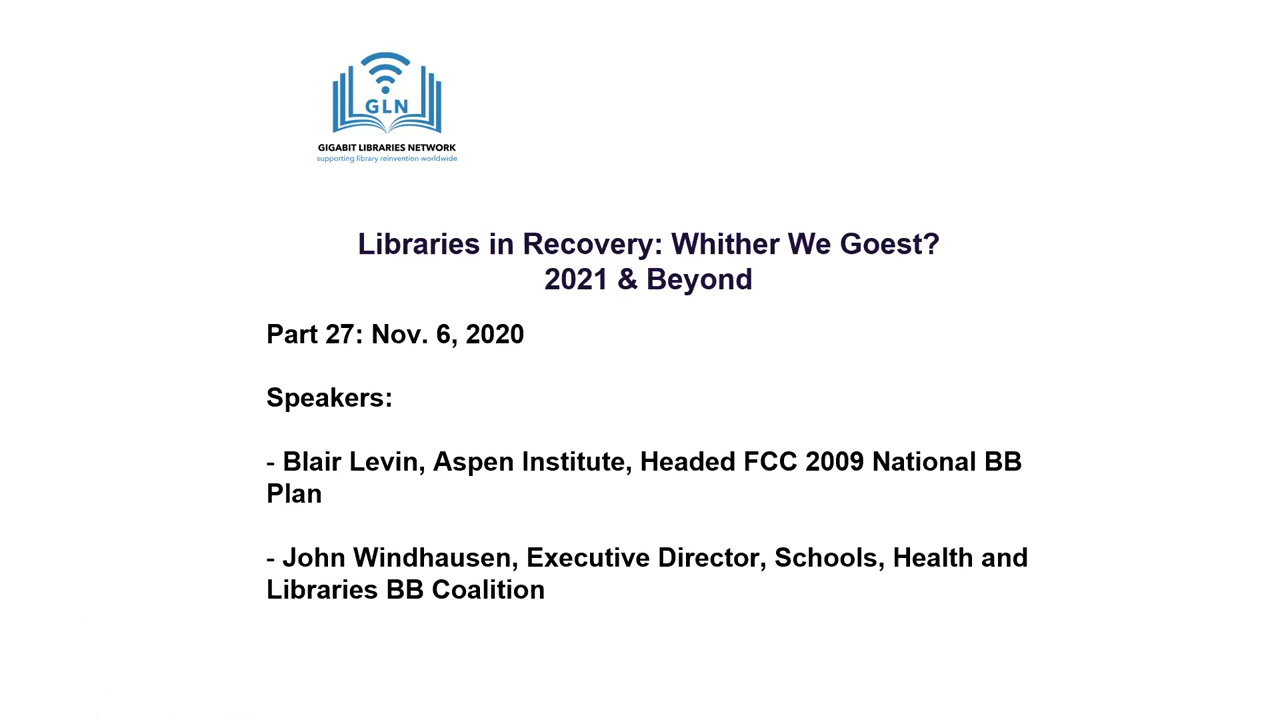 GLN
GIGABIT LIBRARIES NETWORK
supporting library reinvention worldwide
Libraries in Recovery: Whither We Goest?
2021 & Beyond
Part 27: Nov. 6, 2020
Speakers:
- Blair Levin, Aspen Institute, Headed FCC 2009 National BB
Plan
- John Windhausen, Executive Director, Schools, Health and
Libraries BB Coalition